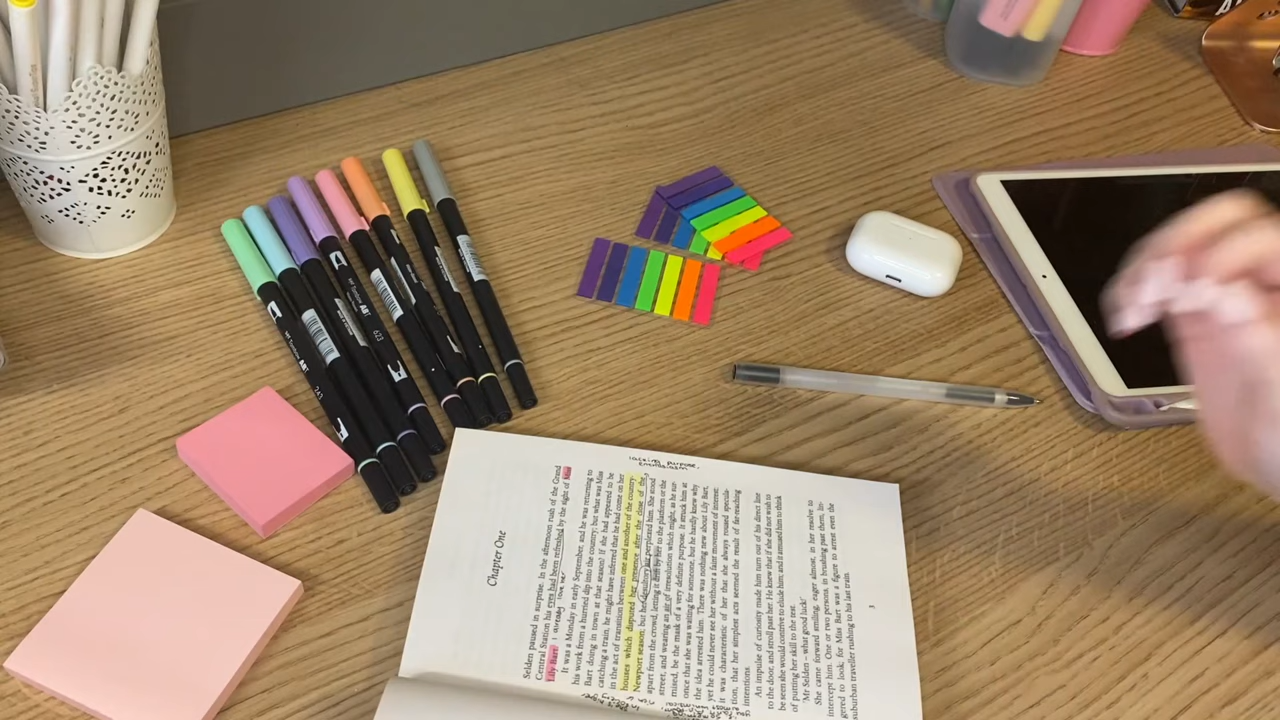 Chapter One
lacking purpose,
enthusiasm
Selden paused in surprise. In the afternoon rush of the Grand
Central Station his eyes had been refreshed by the sight of Miss
Lily Bart.
I already love her
It was a Monday in early September, and he was returning to
his work from a hurried dip into the country; but what was Miss
Bart doing in town at that season? If she had appeared to be
catching a train, he might have inferred that he had come on her
in the act of transition between one and another of the country-
houses which disputed her presence after the close of the
Newport season; but her desultory air perplexed him. She stood
apart from the crowd, letting it drift by her to the platform or the
street, and wearing an air of irresolution which might, as he sur-
mised, be the mask of a very definite purpose. It struck him at
once that she was waiting for someone, but he hardly knew why
the idea arrested him. There was nothing new about Lily Bart,
yet he could never see her without a faint movement of interest:
it was characteristic of her that she always roused specula-
tion, that her simplest acts seemed the result of far-reaching
intentions.
An impulse of curiosity made him turn out of his direct line
to the door, and stroll past her. He knew that if she did not wish to
be seen she would contrive to elude him; and it amused him to think
of putting her skill to the test.
'Mr Selden – what good luck!'
She came forward smiling, eager almost, in her resolve to
intercept him. One or two persons, in brushing past them, lin-
gered to look; for Miss Bart was a figure to arrest even the
suburban traveller rushing to his last train.
3
Tombow ABT
623
243